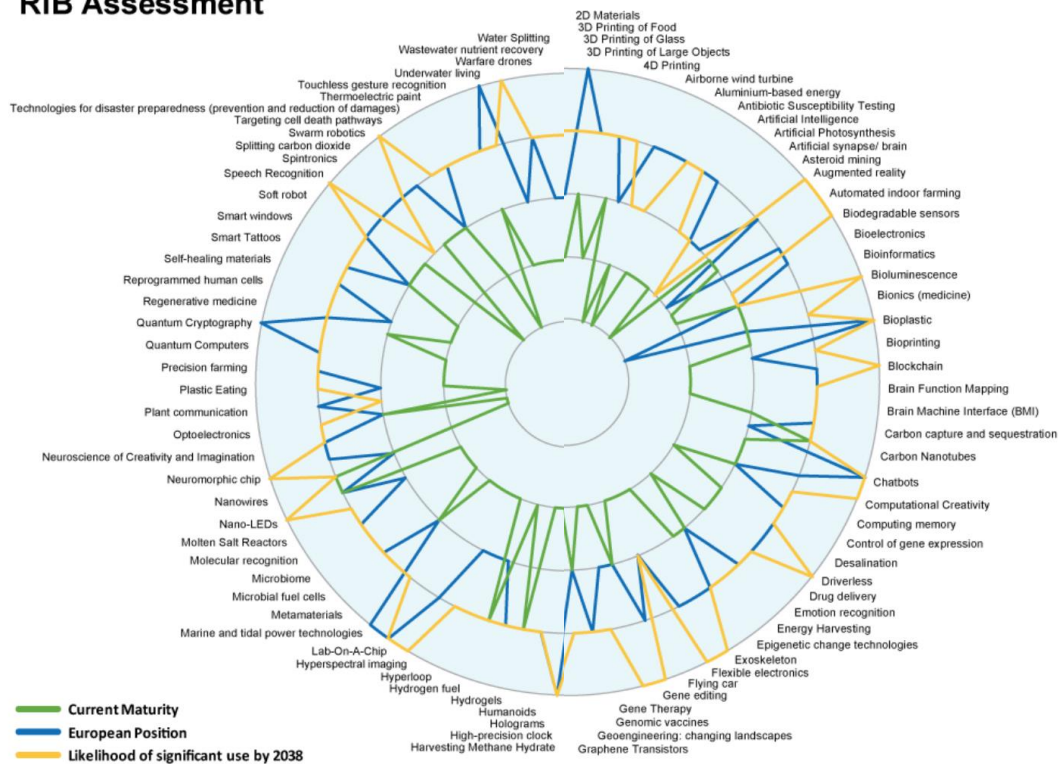 RIB Assessment
2D Materials
3D Printing of Food
3D Printing of Glass
3D Printing of Large Objects
4D Printing
Airborne wind turbine
Aluminium-based energy
Antibiotic Susceptibility Testing
Artificial Intelligence
Artificial Photosynthesis
Artificial synapse/ brain
Asteroid mining
Augmented reality
Automated indoor farming
Biodegradable sensors
Bioelectronics
Bioinformatics
Bioluminescence
Bionics (medicine)
Bioplastic
Bioprinting
Blockchain
Brain Function Mapping
Brain Machine Interface (BMI)
Carbon capture and sequestration
Carbon Nanotubes
Chatbots
Computational Creativity
Computing memory
Control of gene expression
Desalination
Driverless
Drug delivery
Emotion recognition
Energy Harvesting
Epigenetic change technologies
Exoskeleton
Flexible electronics
Flying car
Gene editing
Gene Therapy
Genomic vaccines
Geoengineering: changing landscapes
Graphene Transistors
Harvesting Methane Hydrate
High-precision clock
Holograms
Humanoids
Hydrogels
Hydrogen fuel
Hyperloop
Hyperspectral imaging
Lab-On-A-Chip
Marine and tidal power technologies
Metamaterials
Microbial fuel cells
Microbiome
Molecular recognition
Molten Salt Reactors
Nano-LEDs
Nanowires
Neuromorphic chip
Neuroscience of Creativity and Imagination
Optoelectronics
Plant communication
Plastic Eating
Precision farming
Quantum Computers
Quantum Cryptography
Regenerative medicine
Reprogrammed human cells
Self-healing materials
Smart Tattoos
Smart windows
Soft robot
Speech Recognition
Spintronics
Splitting carbon dioxide
Swarm robotics
Targeting cell death pathways
Technologies for disaster preparedness (prevention and reduction of damages)
Thermoelectric paint
Touchless gesture recognition
Underwater living
Warfare drones
Wastewater nutrient recovery
Water Splitting
Current Maturity
European Position
Likelihood of significant use by 2038